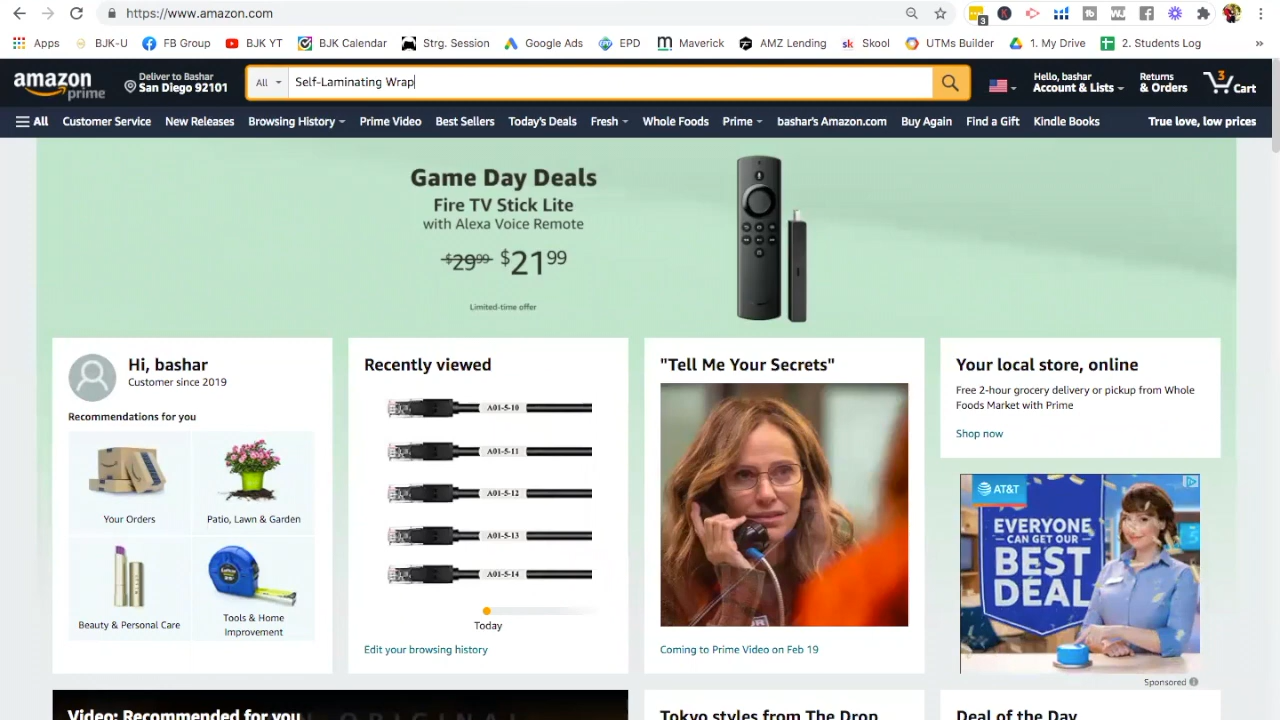 https://www.amazon.com
3
Apps
BJK-U
FB Group
BJK YT
BJK Calendar
Strg. Session
Google Ads
EPD
Maverick
AMZ Lending
sk Skool
UTMs Builder
1. My Drive
2. Students Log
»
amazon
prime
Deliver to Bashar
San Diego 92101
All
Self-Laminating Wrap
Hello, bashar
Account & Lists
Returns
& Orders
3
Cart
All
Customer Service
New Releases
Browsing History
Prime Video
Best Sellers
Today's Deals
Fresh
Whole Foods
Prime
bashar's Amazon.com
Buy Again
Find a Gift
Kindle Books
True love, low prices
Game Day Deals
Fire TV Stick Lite
with Alexa Voice Remote
$2999 $2199
Limited-time offer
Hi, bashar
Customer since 2019
Recommendations for you
Your Orders
Patio, Lawn & Garden
Beauty & Personal Care
Tools & Home
Improvement
Recently viewed
A01-5-10
A01-5-11
A01-5-12
A01-5-13
A01-5-14
Today
Edit your browsing history
"Tell Me Your Secrets"
Coming to Prime Video on Feb 19
Your local store, online
Free 2-hour grocery delivery or pickup from Whole
Foods Market with Prime
Shop now
AT&T
EVERYONE
CAN GET OUR
BEST
DEAL
Sponsored
Video: Recommended for you
ORIGINAL
Tokyo styles from The Drop
Deal of the Day